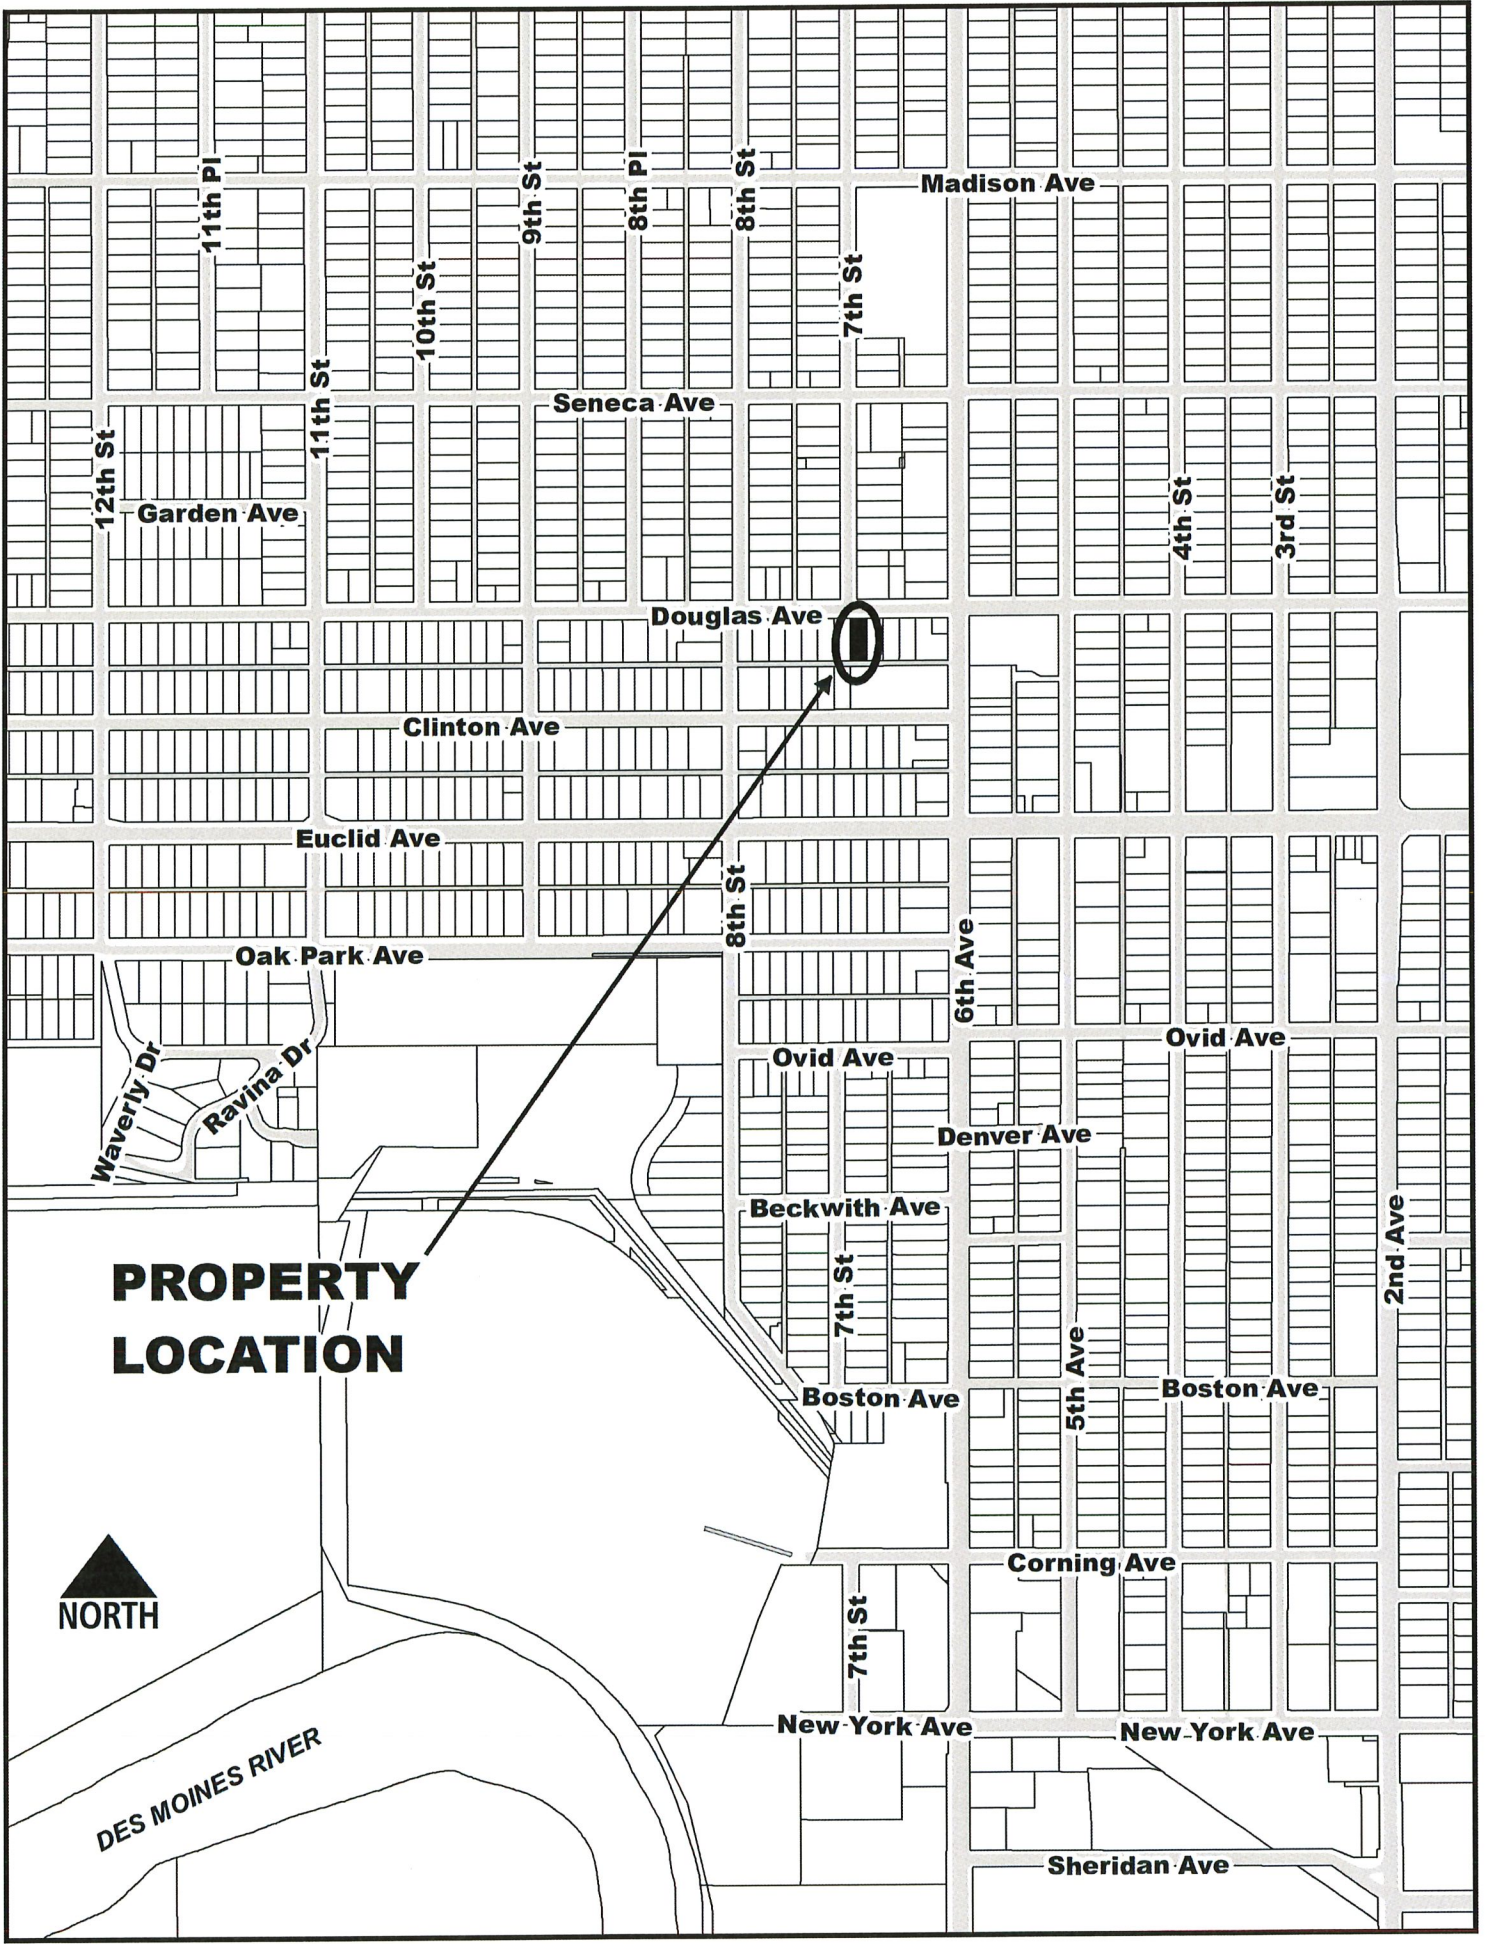 Madison Ave
11th Pl
9th St
8th Pl
8th St
10th St
7th St
11th St
Seneca Ave
12th St
Garden Ave
4th St
3rd St
Douglas Ave
Clinton Ave
Euclid Ave
8th St
6th Ave
Oak Park Ave
Ovid Ave
Ovid Ave
Waverly Dr
Ravina Dr
Denver Ave
Beckwith Ave
2nd Ave
PROPERTY
LOCATION
7th St
5th Ave
Boston Ave
Boston Ave
Corning Ave
NORTH
7th St
New York Ave
New York Ave
DES MOINES RIVER
Sheridan Ave